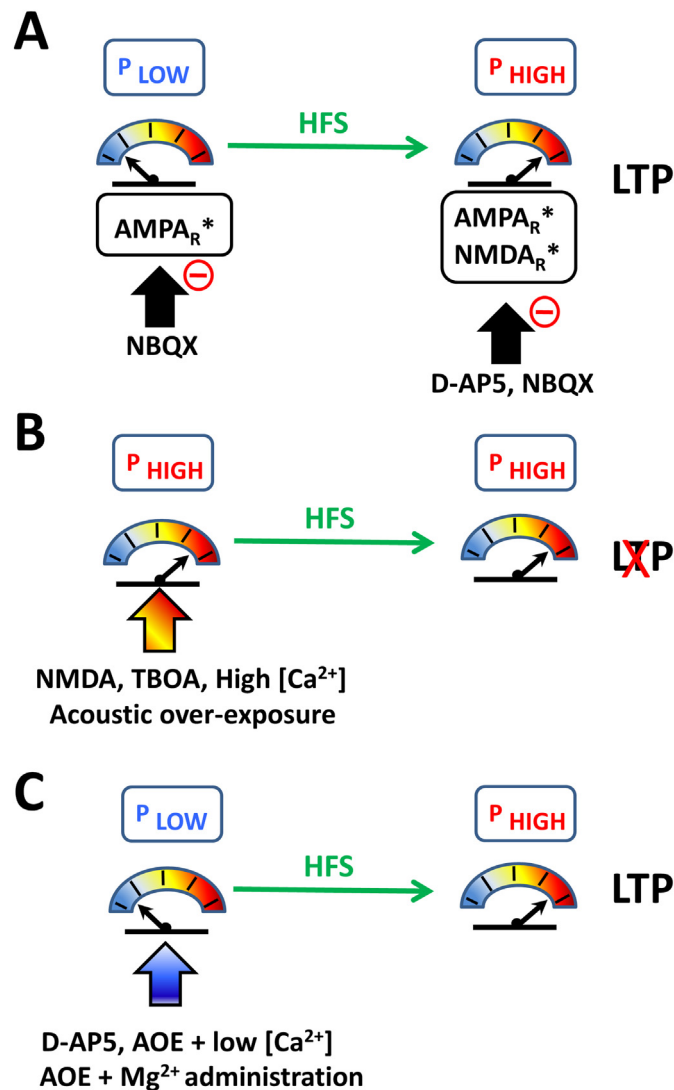 A
P LOW
P HIGH
HFS
LTP
AMPAR*
AMPAR*
NMDAR*
NBQX
D-AP5, NBQX
B
P HIGH
P HIGH
HFS
LTP
NMDA, TBOA, High [Ca2+]
Acoustic over-exposure
C
P LOW
P HIGH
HFS
LTP
D-AP5, AOE + low [Ca2+]
AOE + Mg2+ administration